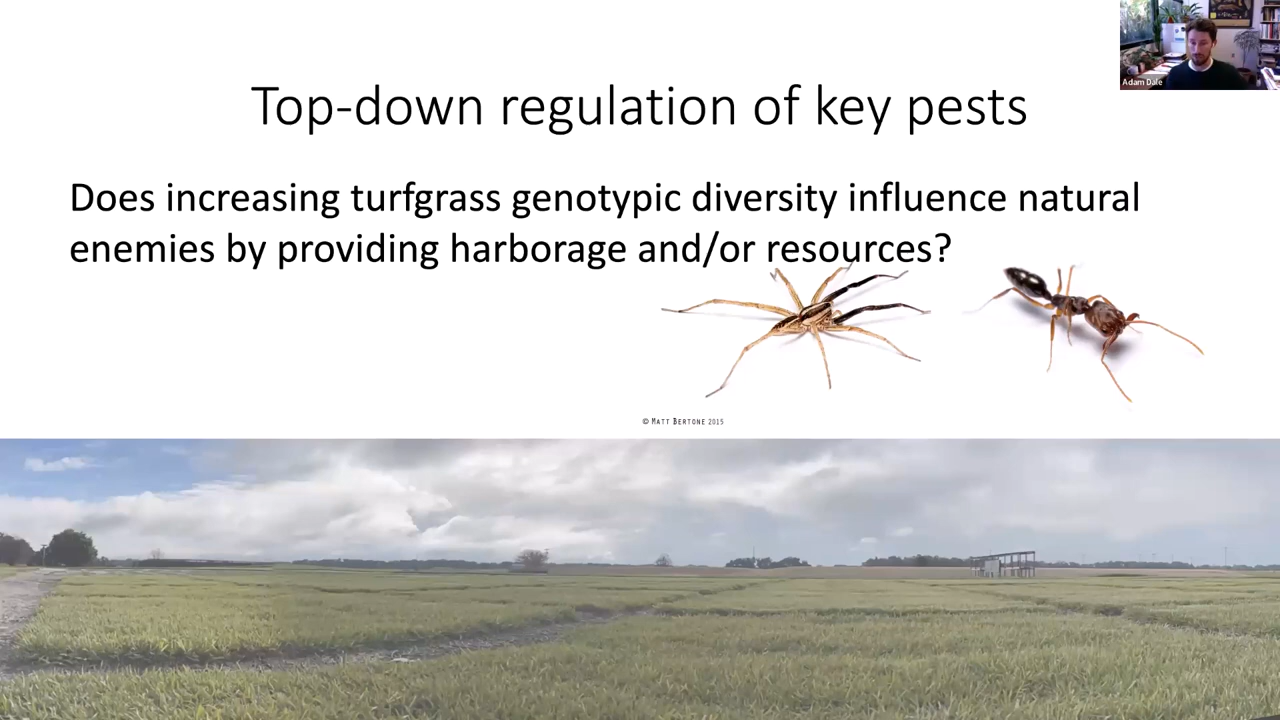 Adam Dale
Top-down regulation of key pests
Does increasing turfgrass genotypic diversity influence natural
enemies by providing harborage and/or resources?
© Matt Bertone 2015